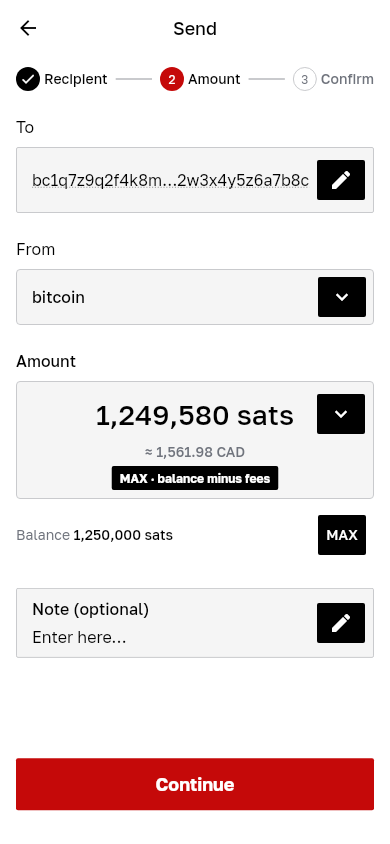 Send
Recipient
2 Amount
3 Confirm
To
bc1q7z9q2f4k8m...2w3x4y5z6a7b8c
From
bitcoin
Amount
1,249,580 sats
≈ 1,561.98 CAD
MAX · balance minus fees
Balance 1,250,000 sats
MAX
Note (optional)
Enter here...
Continue